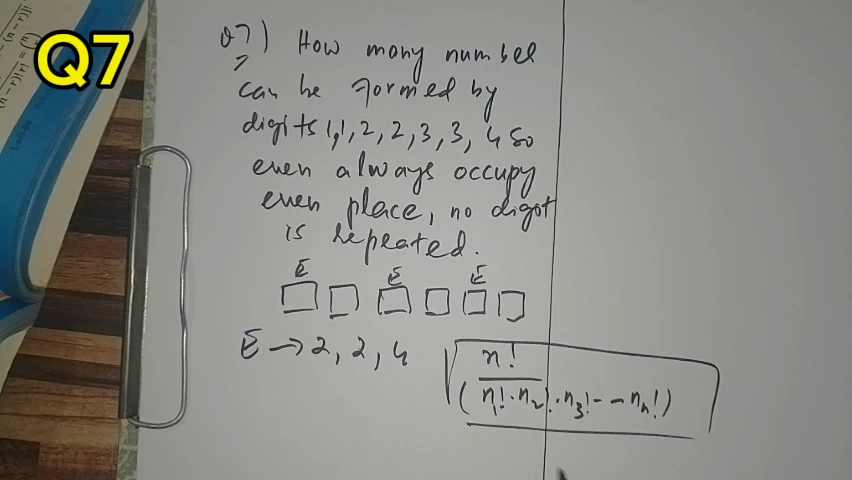 Q7
Q7) How many number
can be formed by
digits 1,1, 2, 2, 3, 3, 4 so
even always occupy
even place, no digit
is repeated.
E E E
E → 2, 2, 4
n!
(n₁!·n₂!·n₃!--nₙ!)